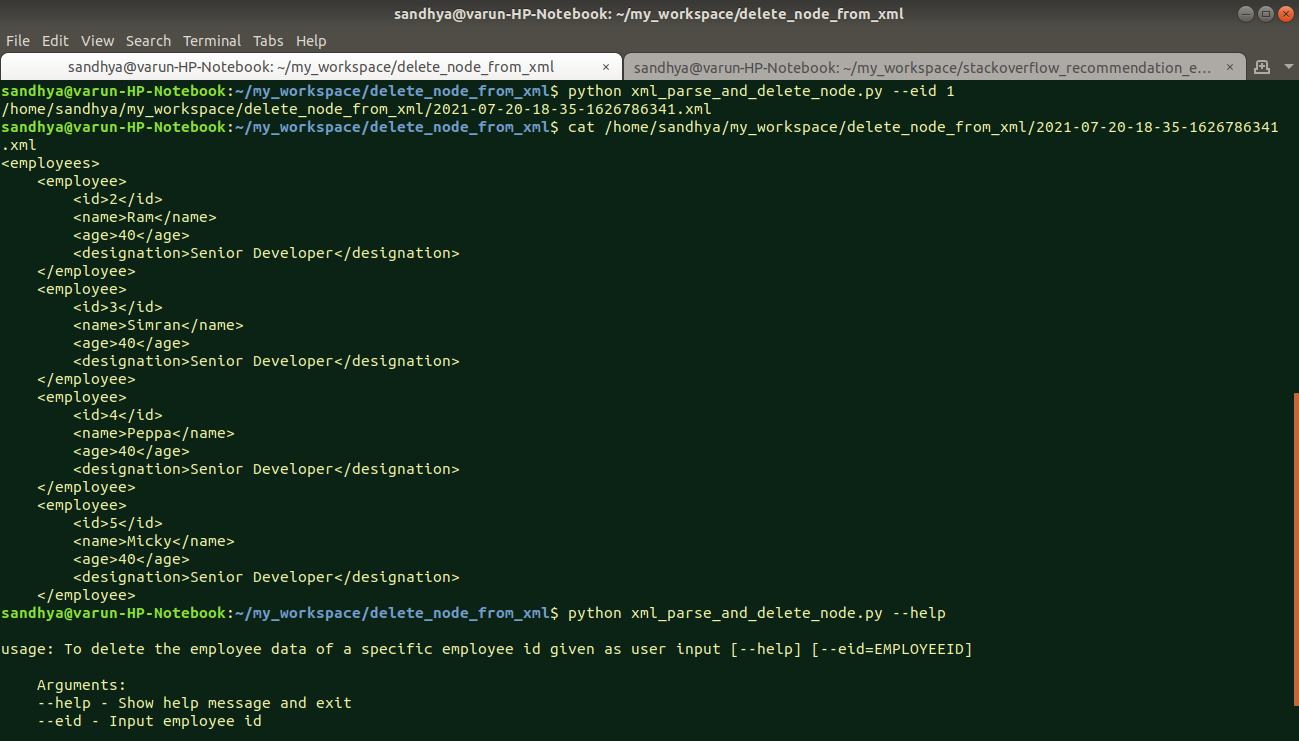 sandhya@varun-HP-Notebook: ~/my_workspace/delete_node_from_xml
File Edit View Search Terminal Tabs Help
sandhya@varun-HP-Notebook: ~/my_workspace/delete_node_from_xml × sandhya@varun-HP-Notebook: ~/my_workspace/stackoverflow_recommendation_e... ×
sandhya@varun-HP-Notebook:~/my_workspace/delete_node_from_xml$ python xml_parse_and_delete_node.py --eid 1
/home/sandhya/my_workspace/delete_node_from_xml/2021-07-20-18-35-1626786341.xml
sandhya@varun-HP-Notebook:~/my_workspace/delete_node_from_xml$ cat /home/sandhya/my_workspace/delete_node_from_xml/2021-07-20-18-35-1626786341
.xml
<employees>
    <employee>
        <id>2</id>
        <name>Ram</name>
        <age>40</age>
        <designation>Senior Developer</designation>
    </employee>
    <employee>
        <id>3</id>
        <name>Simran</name>
        <age>40</age>
        <designation>Senior Developer</designation>
    </employee>
    <employee>
        <id>4</id>
        <name>Peppa</name>
        <age>40</age>
        <designation>Senior Developer</designation>
    </employee>
    <employee>
        <id>5</id>
        <name>Micky</name>
        <age>40</age>
        <designation>Senior Developer</designation>
    </employee>
sandhya@varun-HP-Notebook:~/my_workspace/delete_node_from_xml$ python xml_parse_and_delete_node.py --help
usage: To delete the employee data of a specific employee id given as user input [--help] [--eid=EMPLOYEEID]
    Arguments:
    --help - Show help message and exit
    --eid - Input employee id